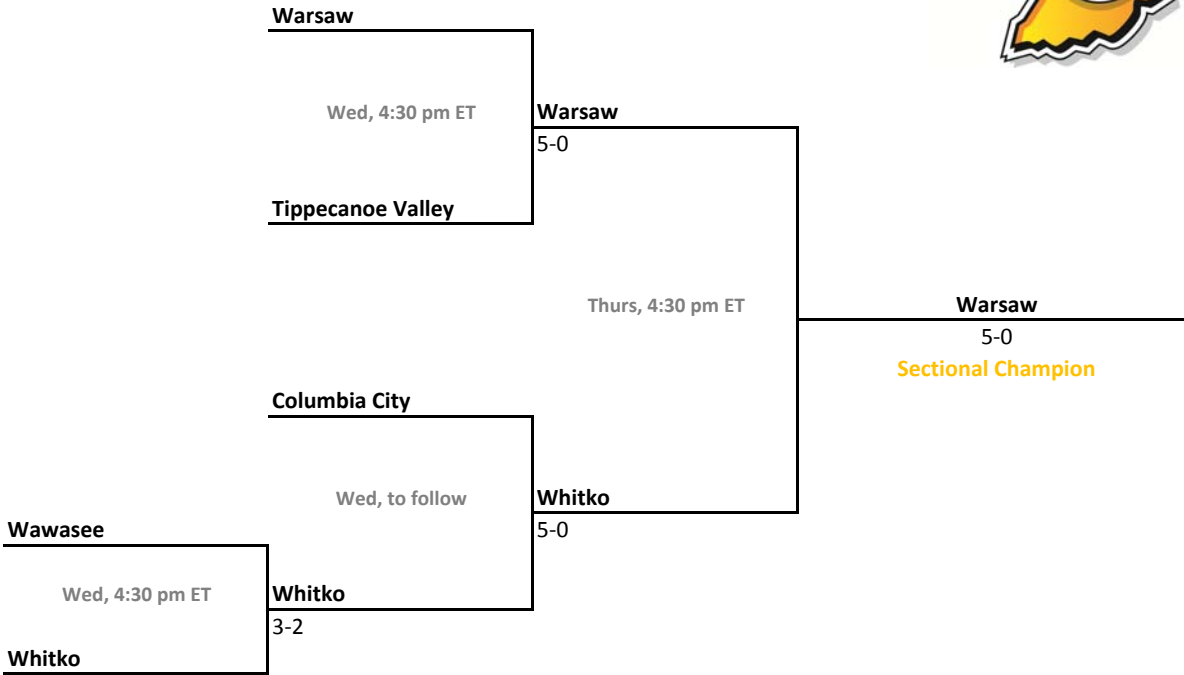 Warsaw
Wed, 4:30 pm ET
Warsaw
5-0
Tippecanoe Valley
Thurs, 4:30 pm ET
Warsaw
5-0
Sectional Champion
Columbia City
Wed, to follow
Whitko
5-0
Wawasee
Wed, 4:30 pm ET
Whitko
3-2
Whitko